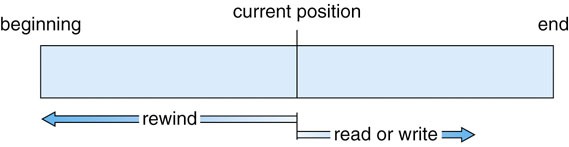 beginning
current position
end
rewind
read or write